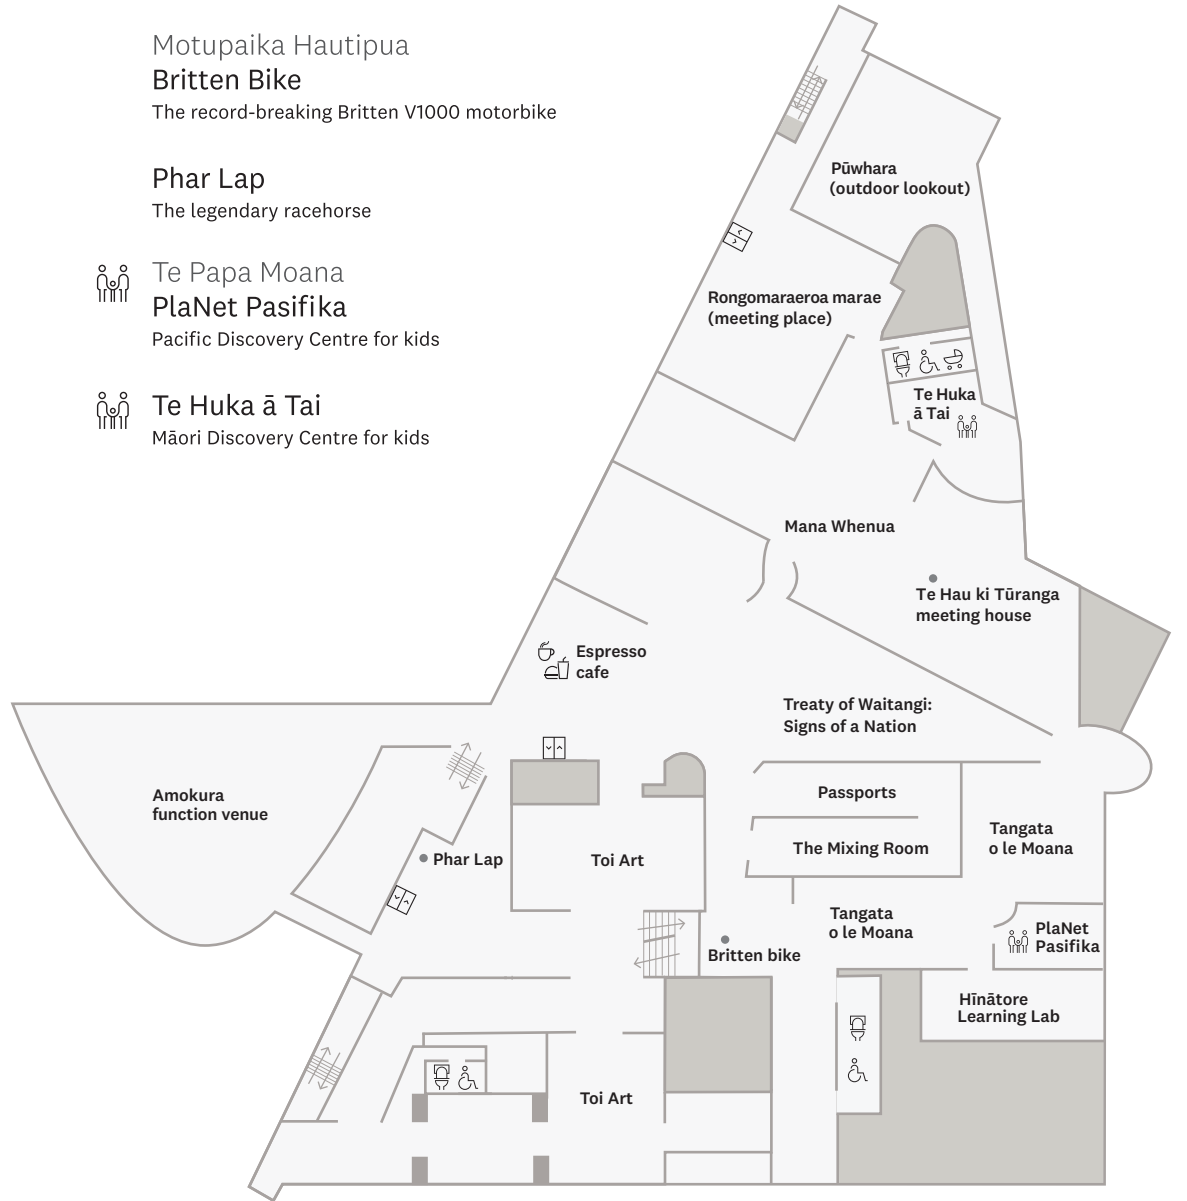 Motupaika Hautipua
Britten Bike
The record-breaking Britten V1000 motorbike
Phar Lap
The legendary racehorse
Te Papa Moana
PlaNet Pasifika
Pacific Discovery Centre for kids
Te Huka ā Tai
Māori Discovery Centre for kids
Pūwhara
(outdoor lookout)
Rongomaraeroa marae
(meeting place)
Te Huka
ā Tai
Mana Whenua
Te Hau ki Tūranga
meeting house
Espresso
cafe
Treaty of Waitangi:
Signs of a Nation
Amokura
function venue
Passports
The Mixing Room
Tangata
o le Moana
Phar Lap
Toi Art
Tangata
o le Moana
PlaNet
Pasifika
Britten bike
Hīnātore
Learning Lab
Toi Art